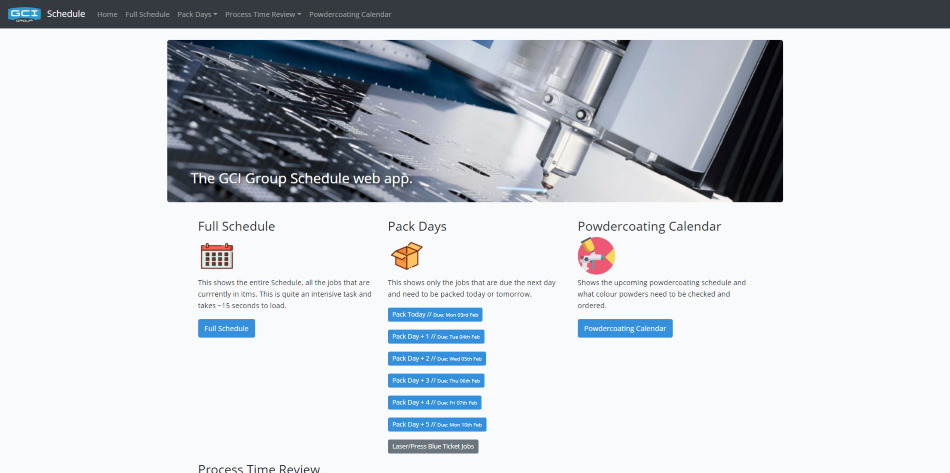 GCI
GROUP
Schedule
Home
Full Schedule
Pack Days
Process Time Review
Powdercoating Calendar
The GCI Group Schedule web app.
Full Schedule
This shows the entire Schedule, all the jobs that are
currrently in itms. This is quite an intensive task and
takes ~15 seconds to load.
Full Schedule
Pack Days
This shows only the jobs that are due the next day
and need to be packed today or tomorrow.
Pack Today // Due: Mon 03rd Feb
Pack Day + 1 // Due: Tue 04th Feb
Pack Day + 2 // Due: Wed 05th Feb
Pack Day + 3 // Due: Thu 06th Feb
Pack Day + 4 // Due: Fri 07th Feb
Pack Day + 5 // Due: Mon 10th Feb
Laser/Press Blue Ticket Jobs
Powdercoating Calendar
Shows the upcoming powdercoating schedule and
what colour powders need to be checked and
ordered.
Powdercoating Calendar
Process Time Review